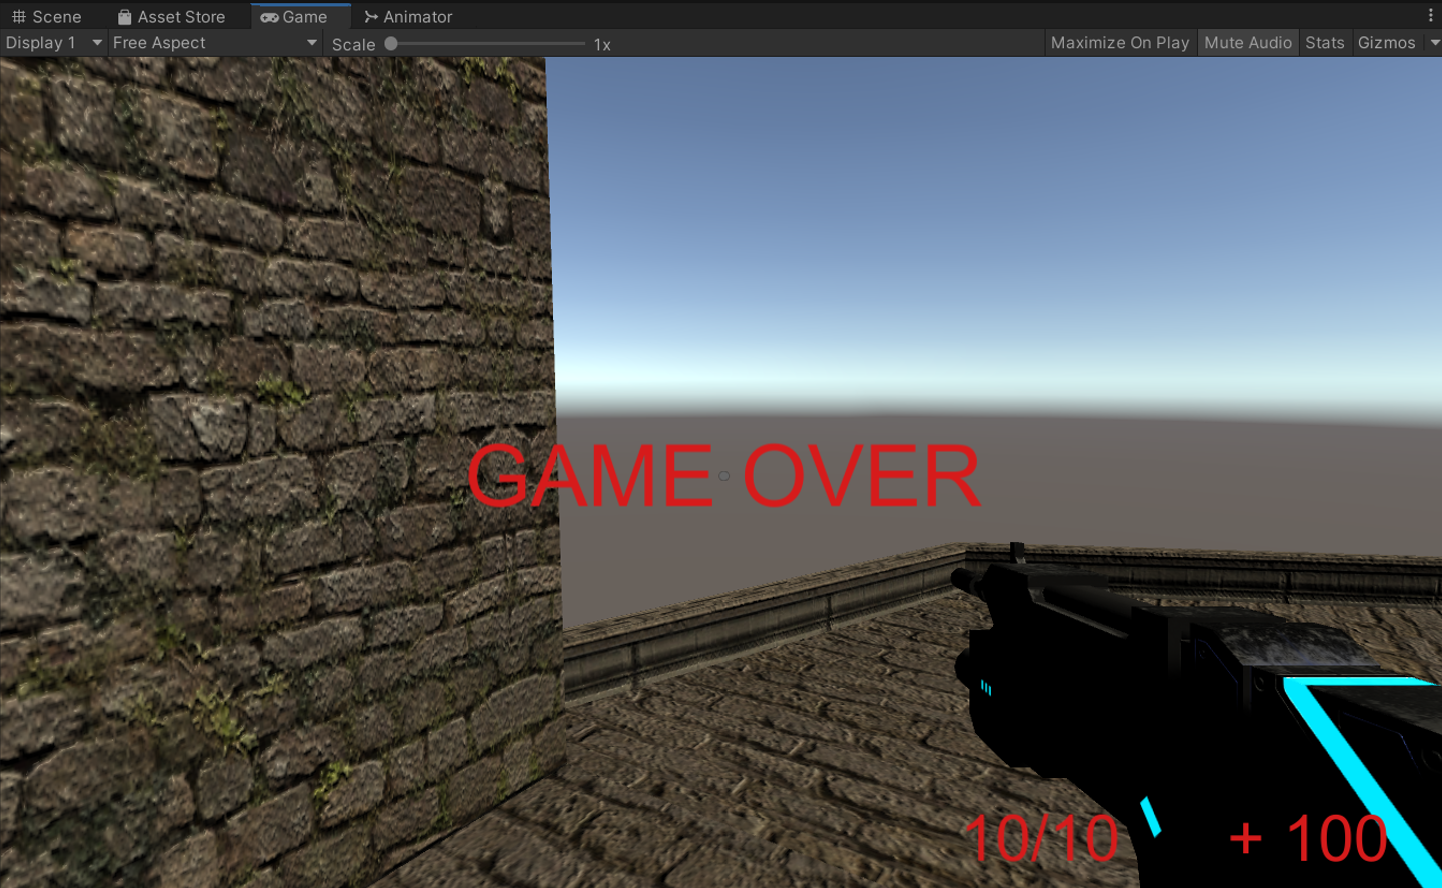 Scene Asset Store Game Animator
Display 1 Free Aspect Scale 1x Maximize On Play Mute Audio Stats Gizmos
GAME OVER
10/10 + 100